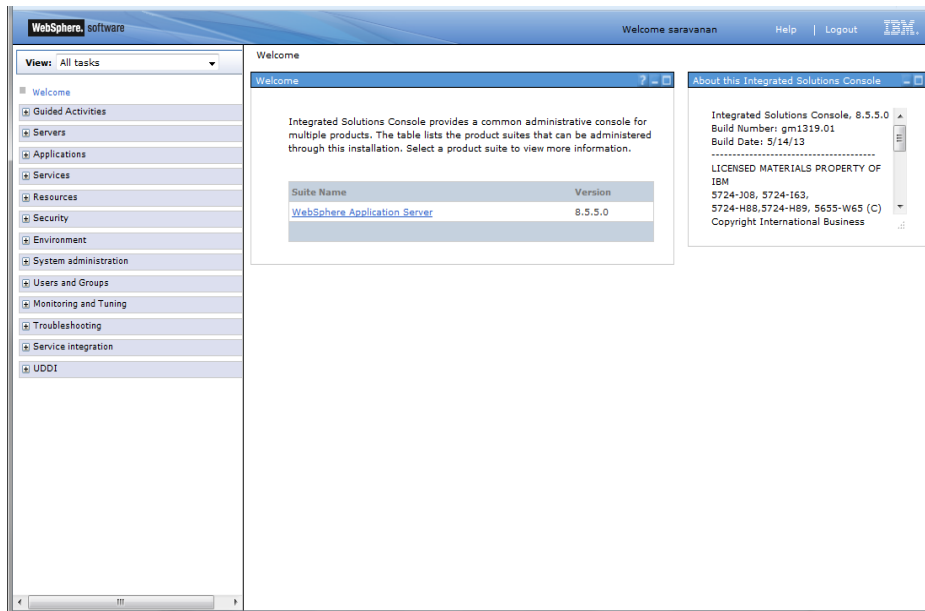 WebSphere. software
Welcome saravanan
Help | Logout
IBM.
View: All tasks
Welcome
Guided Activities
Servers
Applications
Services
Resources
Security
Environment
System administration
Users and Groups
Monitoring and Tuning
Troubleshooting
Service integration
UDDI
Welcome
Welcome
Integrated Solutions Console provides a common administrative console for
multiple products. The table lists the product suites that can be administered
through this installation. Select a product suite to view more information.
Suite Name Version
WebSphere Application Server 8.5.5.0
About this Integrated Solutions Console
Integrated Solutions Console, 8.5.5.0
Build Number: gm1319.01
Build Date: 5/14/13
----------------------------------------
LICENSED MATERIALS PROPERTY OF
IBM
5724-J08, 5724-I63,
5724-H88,5724-H89, 5655-W65 (C)
Copyright International Business